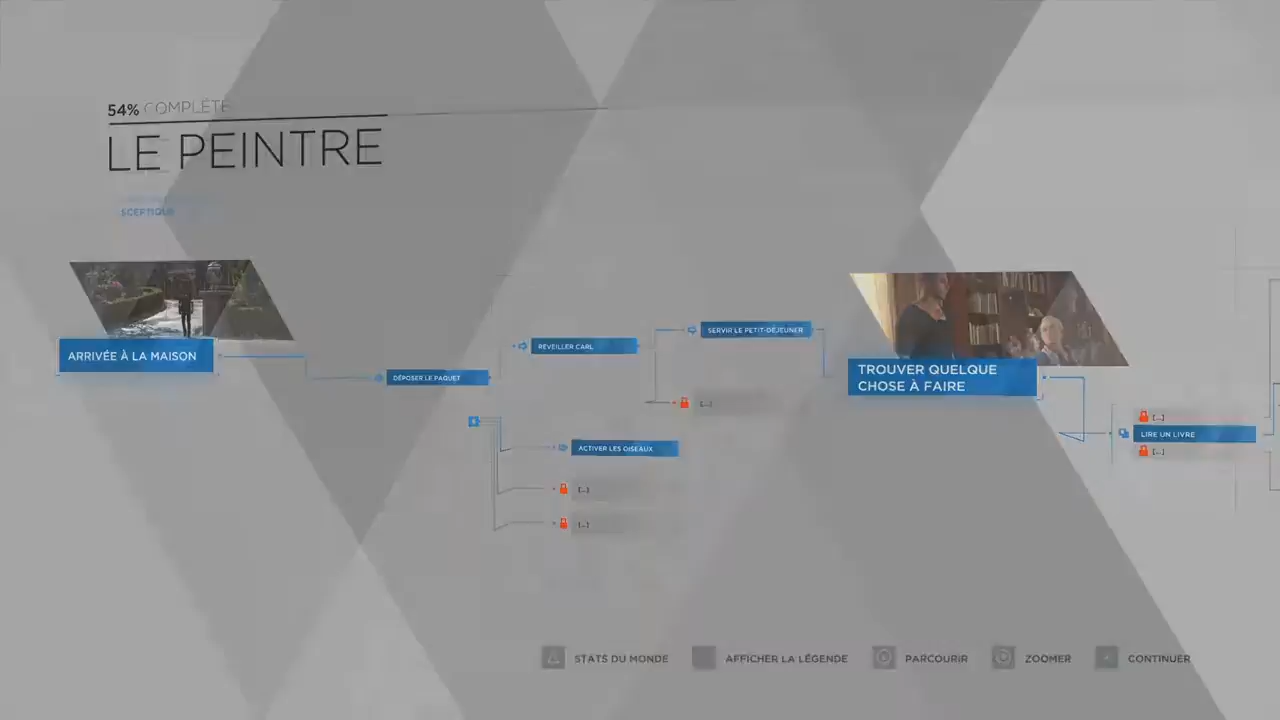 54% COMPLÉTÉ
LE PEINTRE
SCEPTIQUE
ARRIVÉE À LA MAISON
DÉPOSER LE PAQUET
RÉVEILLER CARL
SERVIR LE PETIT-DÉJEUNER
[...]
ACTIVER LES OISEAUX
[...]
[...]
TROUVER QUELQUE
CHOSE À FAIRE
[...]
LIRE UN LIVRE
[...]
STATS DU MONDE
AFFICHER LA LÉGENDE
PARCOURIR
ZOOMER
CONTINUER